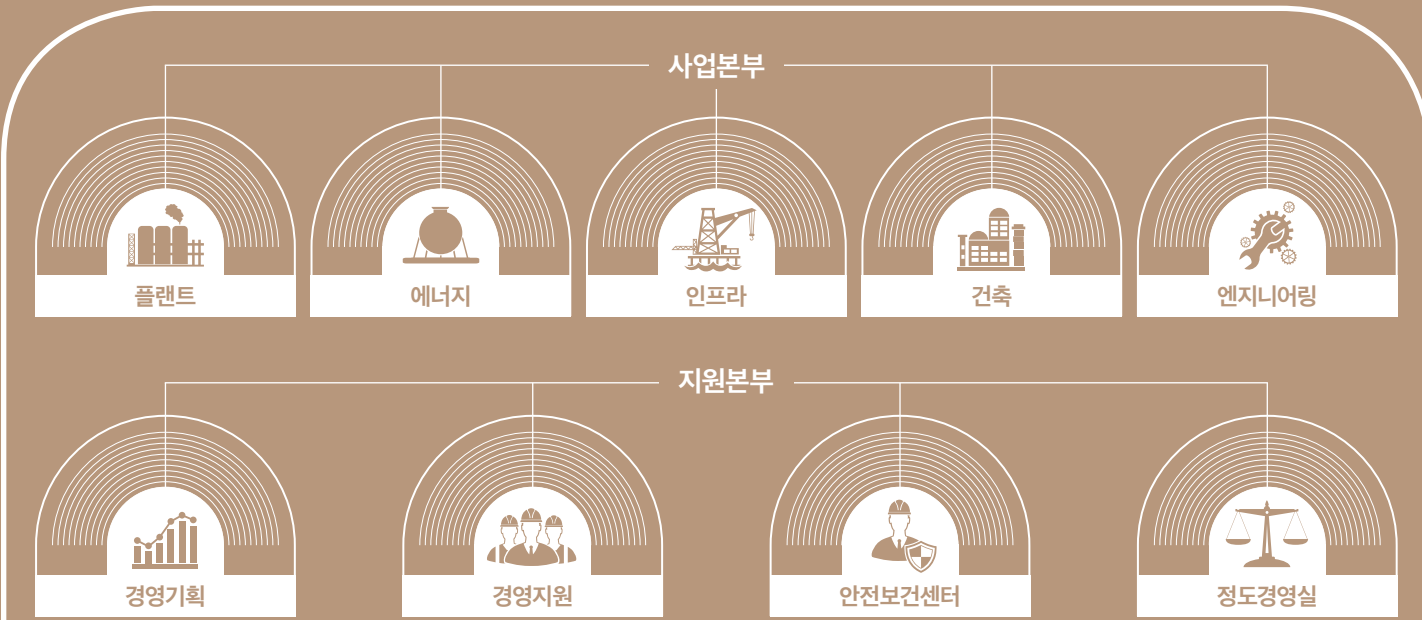 사업본부
플랜트
에너지
인프라
건축
엔지니어링
지원본부
경영기획
경영지원
안전보건센터
정도경영실